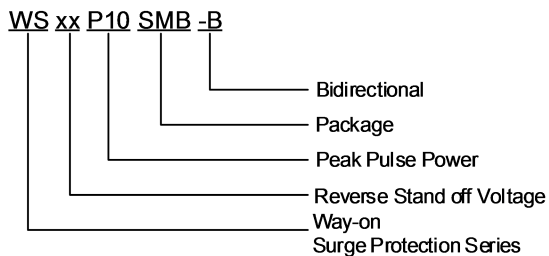 WS xx P10 SMB -B
Bidirectional
Package
Peak Pulse Power
Reverse Stand off Voltage
Way-on
Surge Protection Series